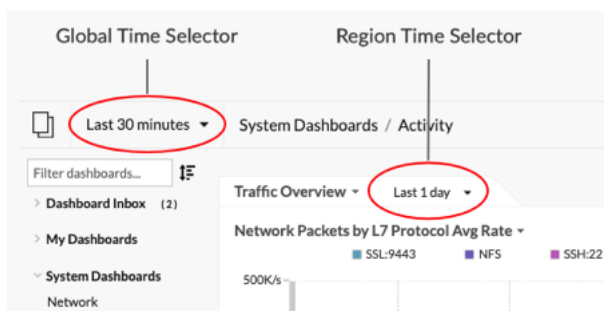 Global Time Selector
Region Time Selector
Last 30 minutes
System Dashboards / Activity
Filter dashboards...
Dashboard Inbox (2)
My Dashboards
System Dashboards
Network
Traffic Overview
Last 1 day
Network Packets by L7 Protocol Avg Rate
SSL:9443
NFS
SSH:22
500K/s